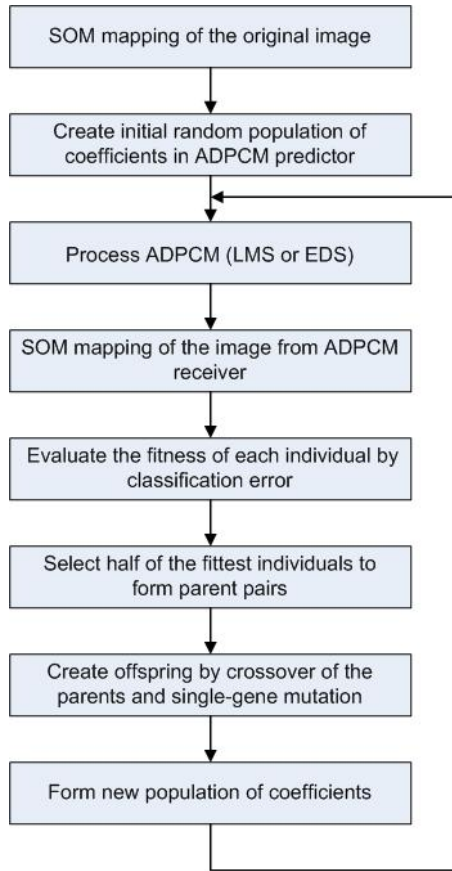 SOM mapping of the original image
Create initial random population of
coefficients in ADPCM predictor
Process ADPCM (LMS or EDS)
SOM mapping of the image from ADPCM
receiver
Evaluate the fitness of each individual by
classification error
Select half of the fittest individuals to
form parent pairs
Create offspring by crossover of the
parents and single-gene mutation
Form new population of coefficients